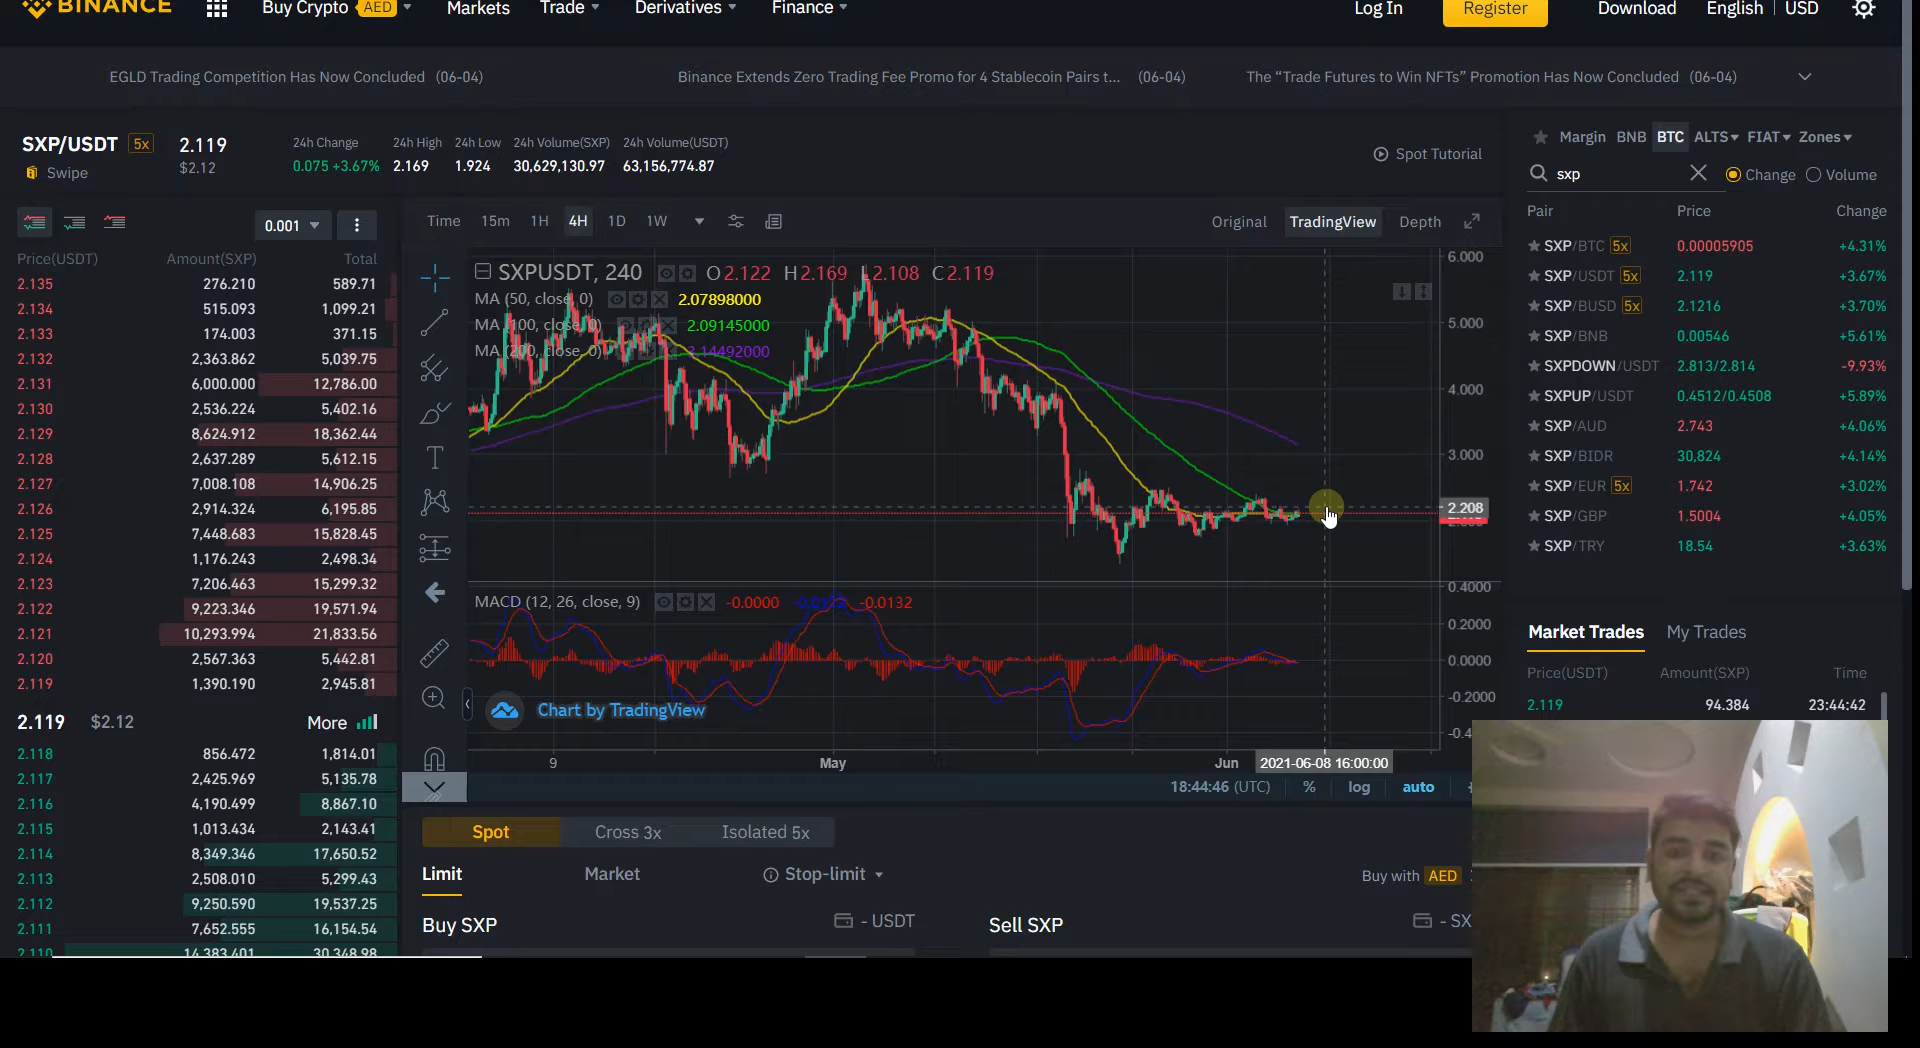 BINANCE Buy Crypto AED Markets Trade Derivatives Finance Log In Register Download English USD
EGLD Trading Competition Has Now Concluded (06-04) Binance Extends Zero Trading Fee Promo for 4 Stablecoin Pairs t... (06-04) The “Trade Futures to Win NFTs” Promotion Has Now Concluded (06-04)
SXP/USDT 5x 2.119
$2.12
Swipe
24h Change 24h High 24h Low 24h Volume(SXP) 24h Volume(USDT)
0.075 +3.67% 2.169 1.924 30,629,130.97 63,156,774.87
Spot Tutorial
0.001
Price(USDT) Amount(SXP) Total
2.135 276.210 589.71
2.134 515.093 1,099.21
2.133 174.003 371.15
2.132 2,363.862 5,039.75
2.131 6,000.000 12,786.00
2.130 2,536.224 5,402.16
2.129 8,624.912 18,362.44
2.128 2,637.289 5,612.15
2.127 7,008.108 14,906.25
2.126 2,914.324 6,195.85
2.125 7,448.683 15,828.45
2.124 1,176.243 2,498.34
2.123 7,206.463 15,299.32
2.122 9,223.346 19,571.94
2.121 10,293.994 21,833.56
2.120 2,567.363 5,442.81
2.119 1,390.190 2,945.81
2.119 $2.12 More
2.118 856.472 1,814.01
2.117 2,425.969 5,135.78
2.116 4,190.499 8,867.10
2.115 1,013.434 2,143.41
2.114 8,349.346 17,650.52
2.113 2,508.010 5,299.43
2.112 9,250.590 19,537.25
2.111 7,652.555 16,154.54
2.110 14,383.401 30,348.98
Time 15m 1H 4H 1D 1W Original TradingView Depth
SXPUSDT, 240 O2.122 H2.169 L2.108 C2.119
MA (50, close, 0) 2.07898000
MA (100, close, 0) 2.09145000
MA (200, close, 0) 3.14492000
6.000
5.000
4.000
3.000
2.208
MACD (12, 26, close, 9) -0.0000 -0.0132
0.4000
0.2000
0.0000
-0.2000
-0.4
Chart by TradingView
9 May Jun 2021-06-08 16:00:00
18:44:46 (UTC) % log auto
Spot Cross 3x Isolated 5x
Limit Market Stop-limit Buy with AED
Buy SXP - USDT Sell SXP - SX
Margin BNB BTC ALTS FIAT Zones
sxp Change Volume
Pair Price Change
SXP/BTC 5x 0.00005905 +4.31%
SXP/USDT 5x 2.119 +3.67%
SXP/BUSD 5x 2.1216 +3.70%
SXP/BNB 0.00546 +5.61%
SXPDOWN/USDT 2.813/2.814 -9.93%
SXPUP/USDT 0.4512/0.4508 +5.89%
SXP/AUD 2.743 +4.06%
SXP/BIDR 30,824 +4.14%
SXP/EUR 5x 1.742 +3.02%
SXP/GBP 1.5004 +4.05%
SXP/TRY 18.54 +3.63%
Market Trades My Trades
Price(USDT) Amount(SXP) Time
2.119 94.384 23:44:42